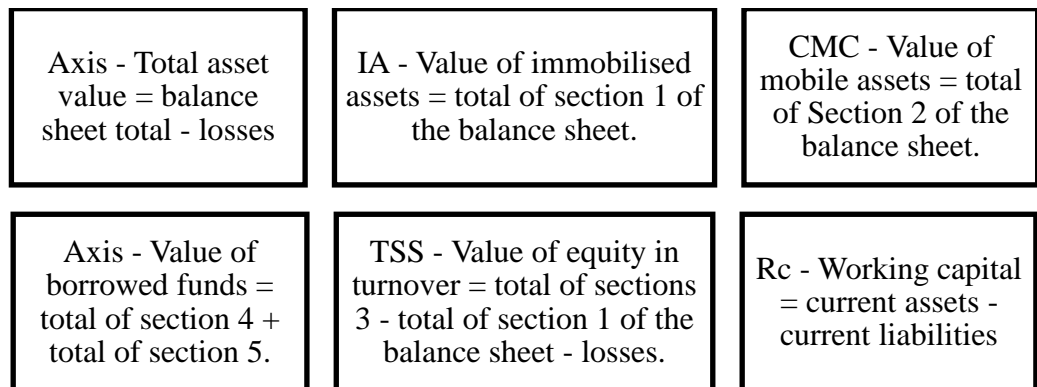 Axis - Total asset
value = balance
sheet total - losses
IA - Value of immobilised
assets = total of section 1 of
the balance sheet.
CMC - Value of
mobile assets = total
of Section 2 of the
balance sheet.
Axis - Value of
borrowed funds =
total of section 4 +
total of section 5.
TSS - Value of equity in
turnover = total of sections
3 - total of section 1 of the
balance sheet - losses.
Rc - Working capital
= current assets -
current liabilities